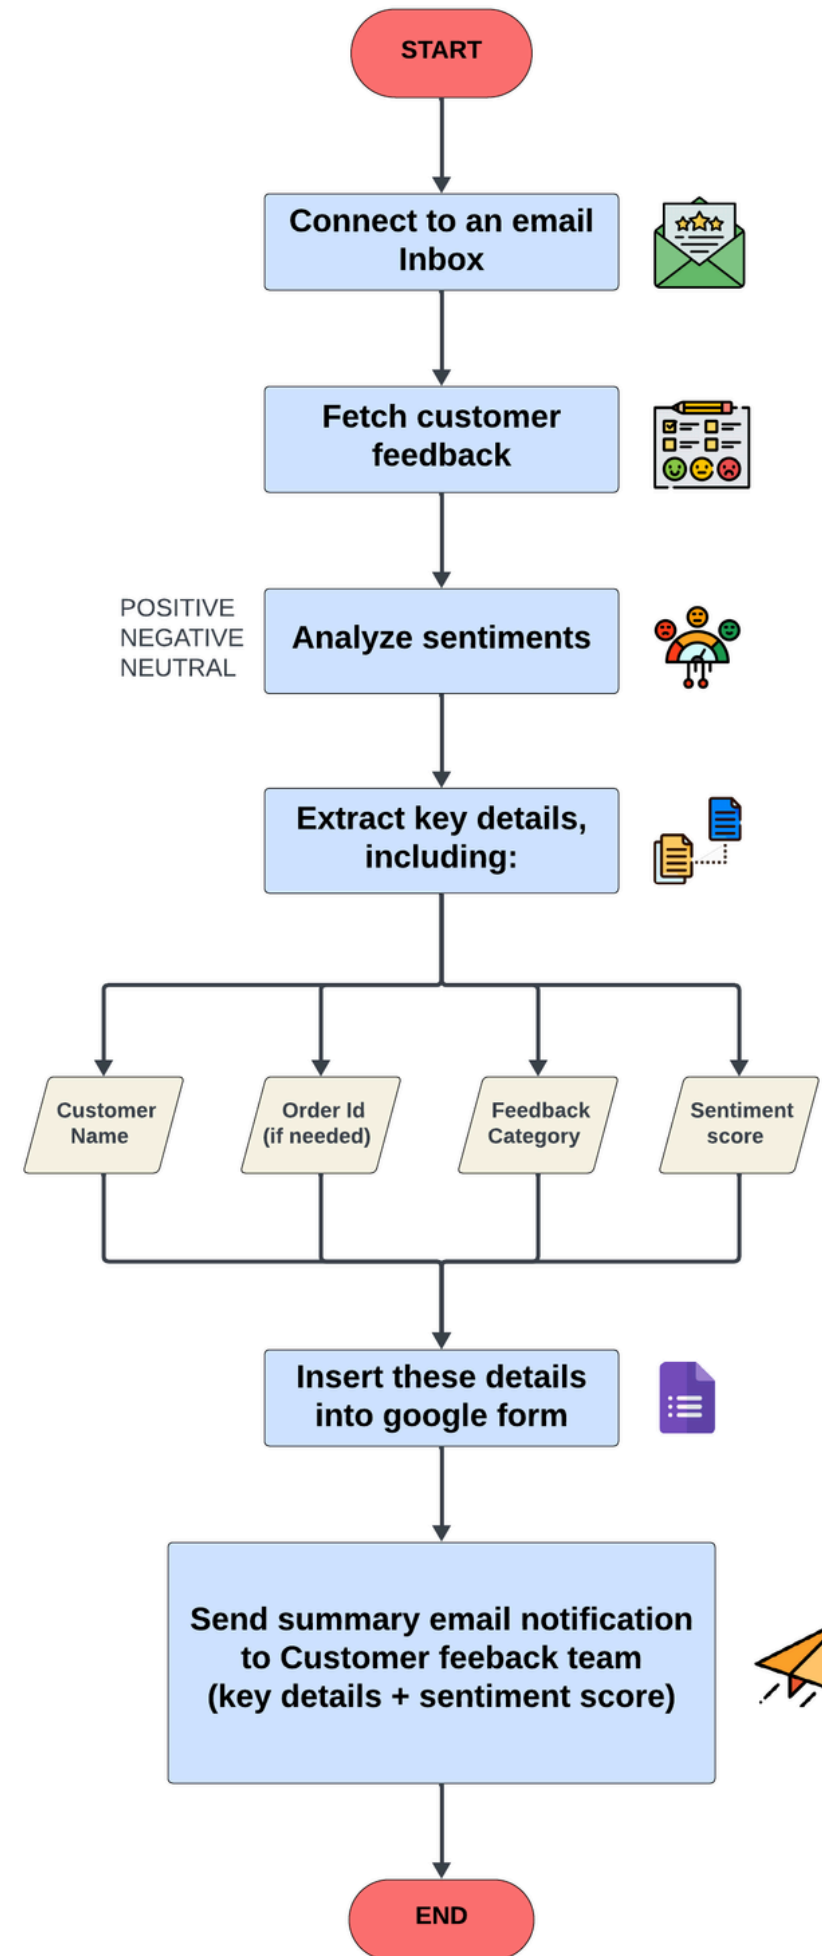 START
Connect to an email
Inbox
Fetch customer
feedback
POSITIVE
NEGATIVE
NEUTRAL
Analyze sentiments
Extract key details,
including:
Customer
Name
Order Id
(if needed)
Feedback
Category
Sentiment
score
Insert these details
into google form
Send summary email notification
to Customer feeback team
(key details + sentiment score)
END